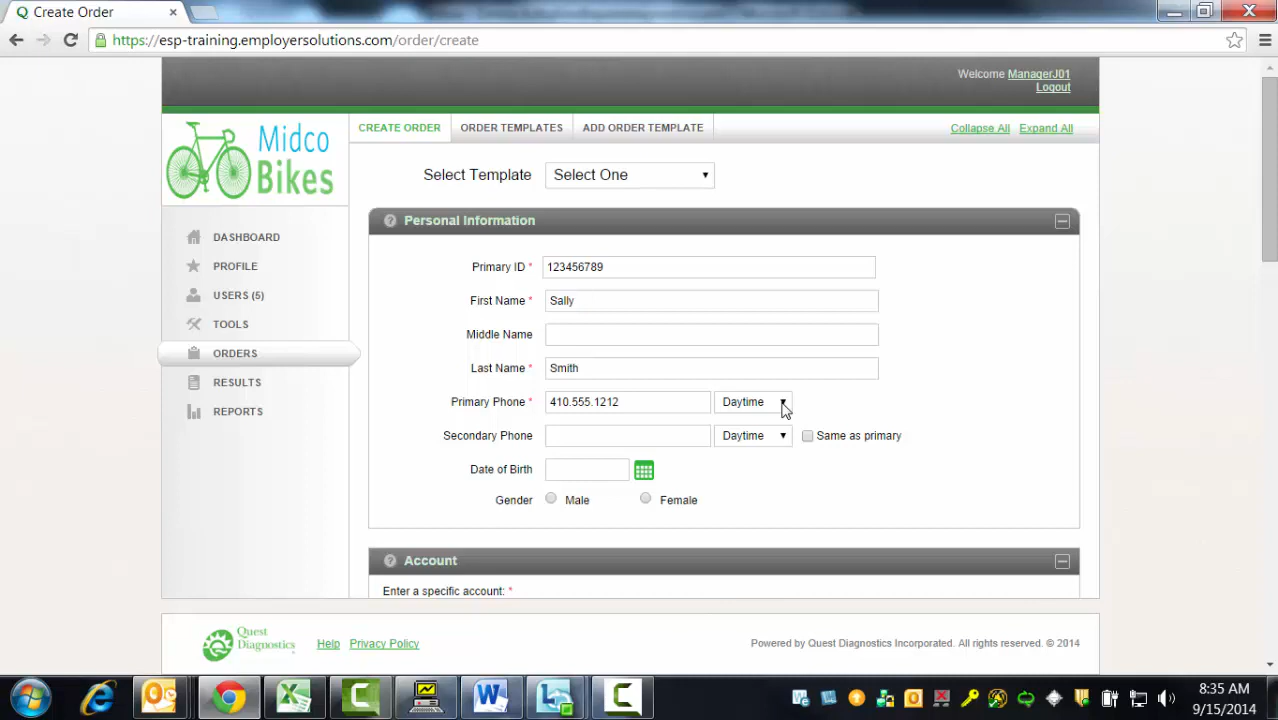 Q Create Order
https://esp-training.employersolutions.com/order/create
Welcome ManagerJ01
Logout
Midco
Bikes
CREATE ORDER ORDER TEMPLATES ADD ORDER TEMPLATE Collapse All Expand All
Select Template Select One
DASHBOARD
PROFILE
USERS (5)
TOOLS
ORDERS
RESULTS
REPORTS
? Personal Information
Primary ID * 123456789
First Name * Sally
Middle Name
Last Name * Smith
Primary Phone * 410.555.1212 Daytime
Secondary Phone Daytime Same as primary
Date of Birth
Gender Male Female
? Account
Enter a specific account: *
Quest
Diagnostics
Help Privacy Policy Powered by Quest Diagnostics Incorporated. All rights reserved. © 2014
8:35 AM
9/15/2014